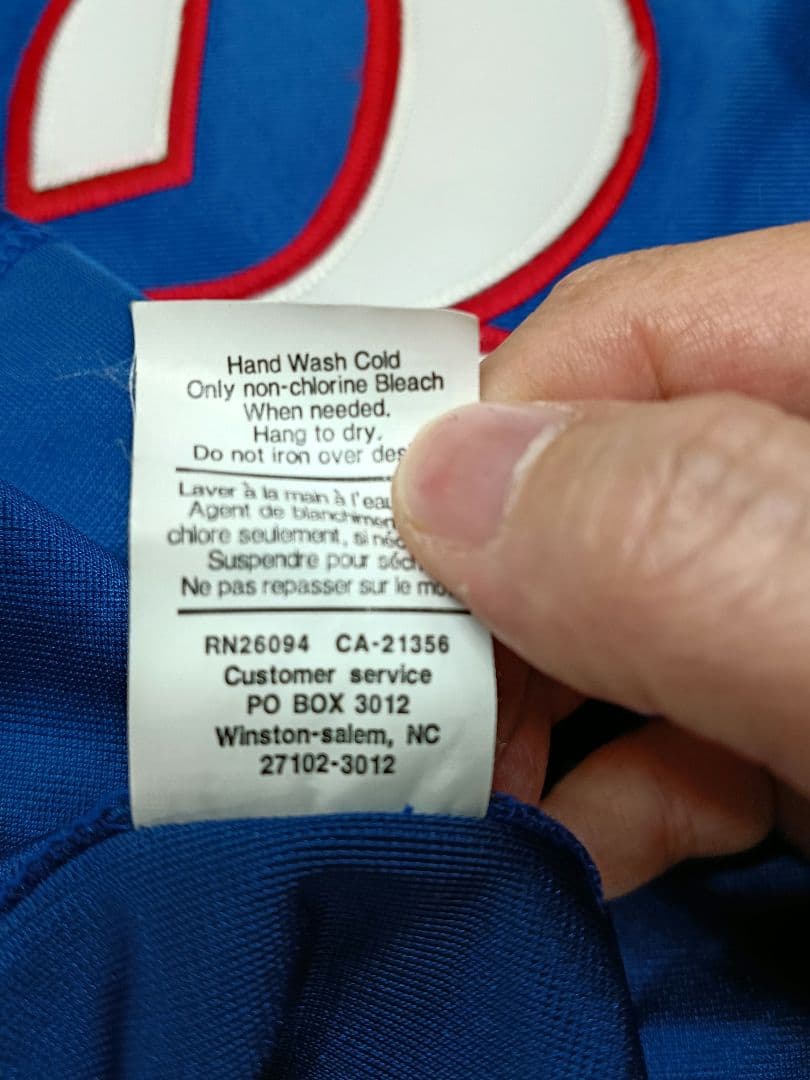 Hand Wash Cold
Only non-chlorine Bleach
When needed.
Hang to dry.
Do not iron over
Laver à la main à
Agent de
chlore seulement, si
Suspendre pour
Ne pas repasser sur le
RN26094 CA-21356
Customer service
PO BOX 3012
Winston-salem, NC
27102-3012